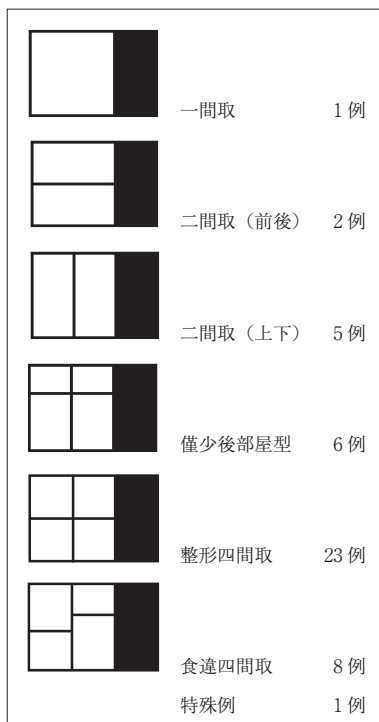 一間取 1例
二間取（前後） 2例
二間取（上下） 5例
僅少後部屋型 6例
整形四間取 23例
食違四間取 8例
特殊例 1例